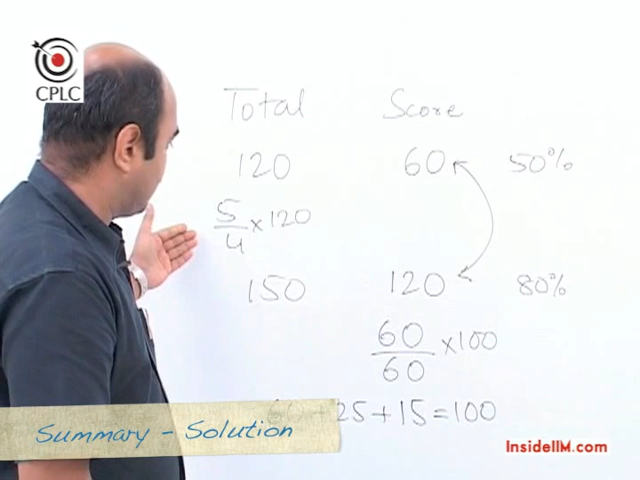 CPLC
Total Score
120 60 50%
5/4 × 120
150 120 80%
60/60 × 100
60 + 25 + 15 = 100
Summary - Solution
InsideIIM.com